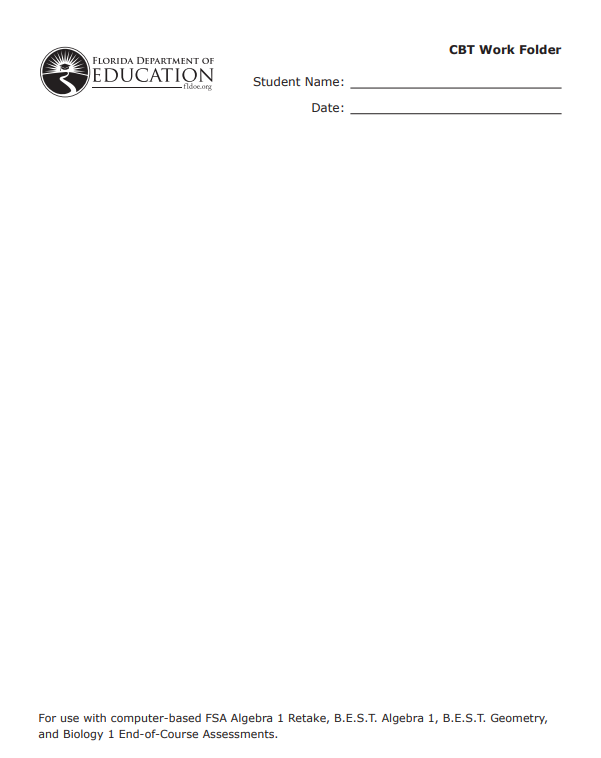 CBT Work Folder
FLORIDA DEPARTMENT OF
EDUCATION
fldoe.org
Student Name:
Date:
For use with computer-based FSA Algebra 1 Retake, B.E.S.T. Algebra 1, B.E.S.T. Geometry,
and Biology 1 End-of-Course Assessments.